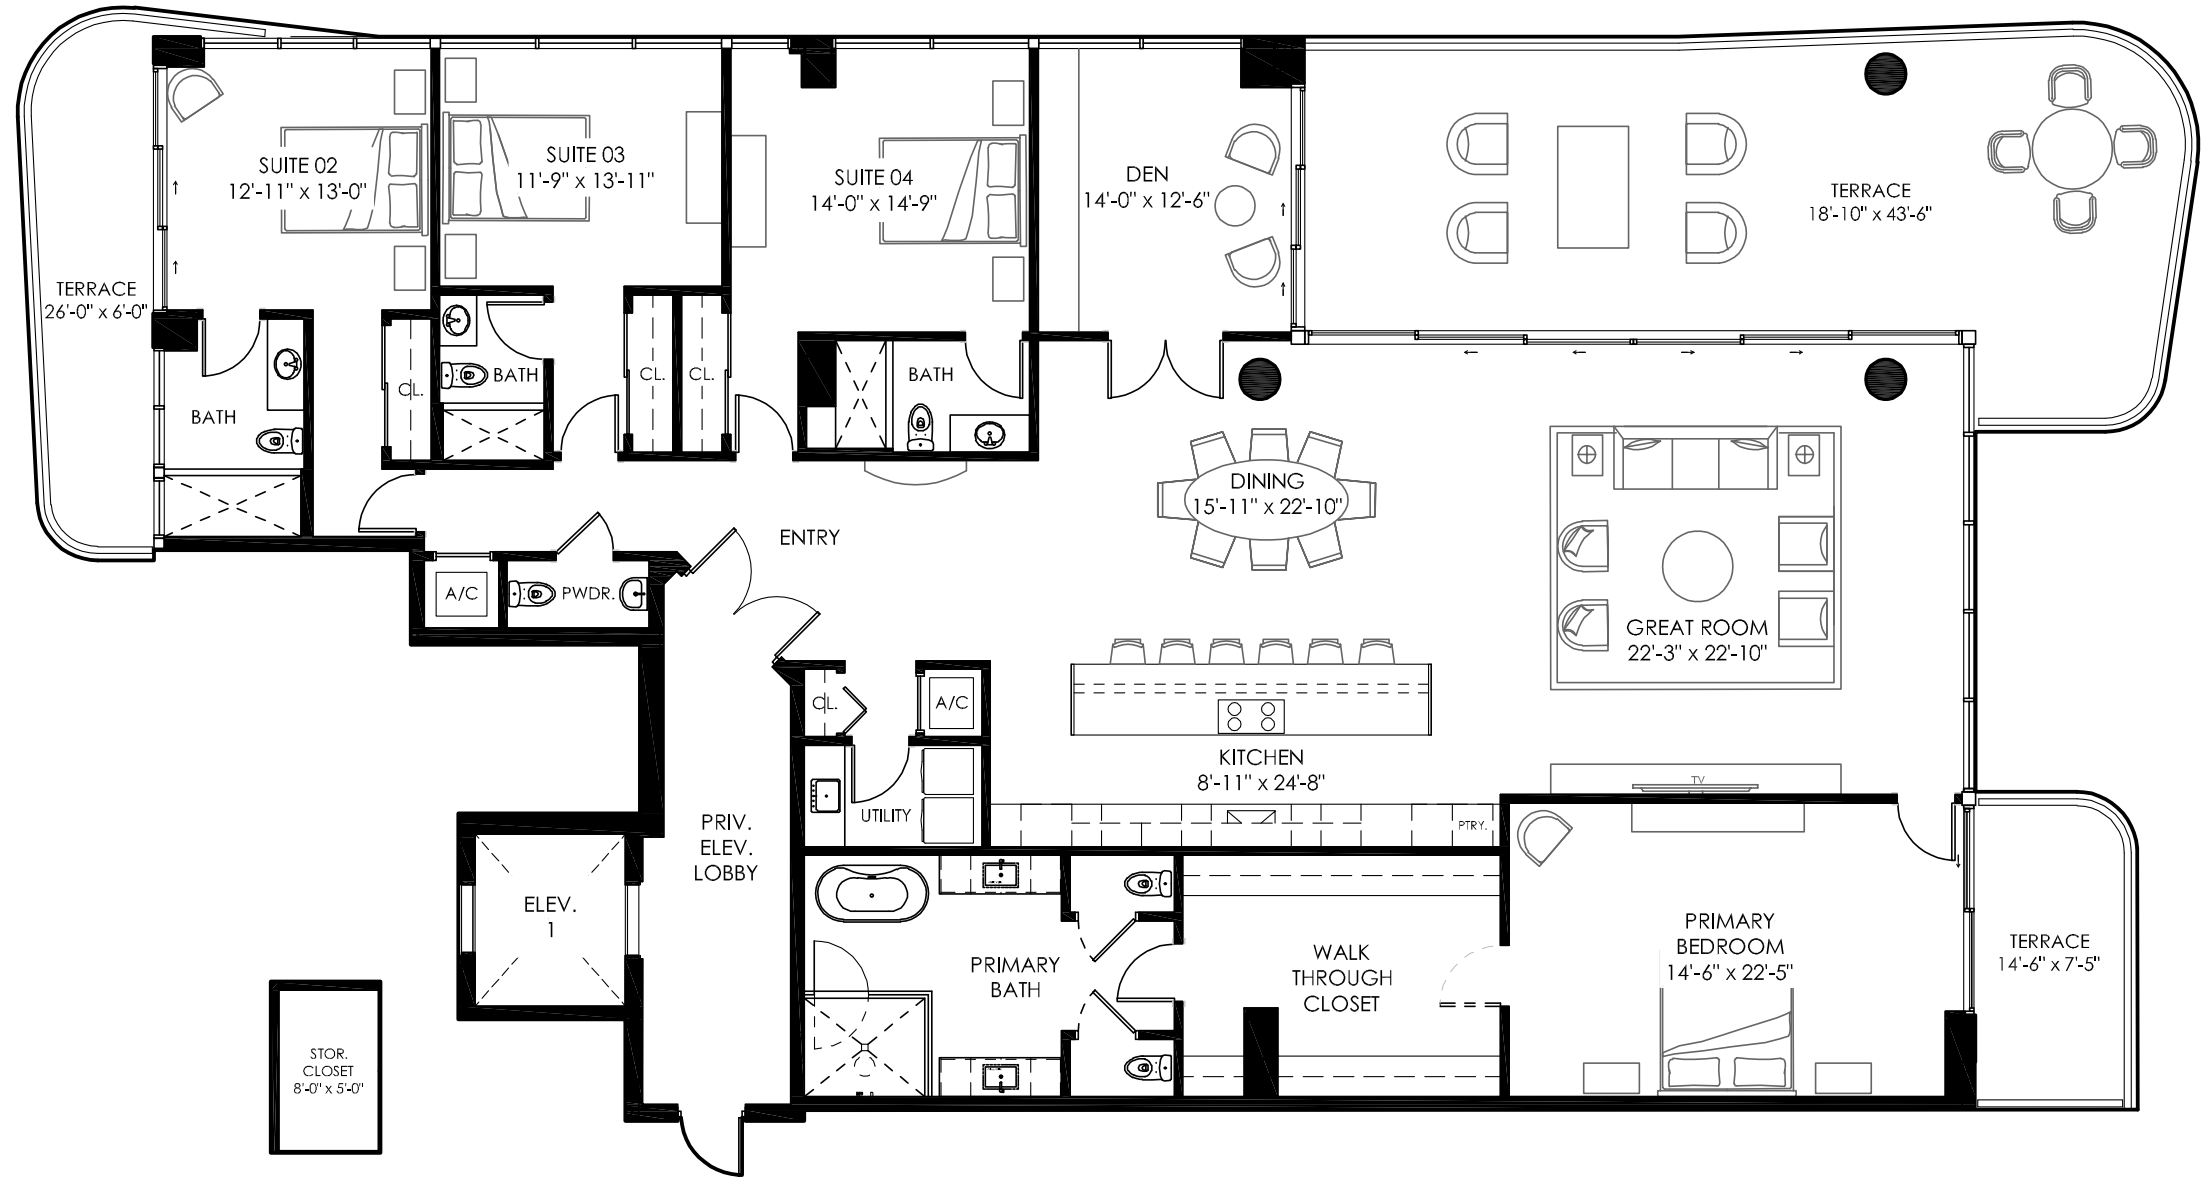 SUITE 02
12'-11" x 13'-0"
SUITE 03
11'-9" x 13'-11"
SUITE 04
14'-0" x 14'-9"
DEN
14'-0" x 12'-6"
TERRACE
18'-10" x 43'-6"
TERRACE
26'-0" x 6'-0"
BATH
CL.
BATH
CL.
CL.
BATH
ENTRY
DINING
15'-11" x 22'-10"
A/C
PWDR.
GREAT ROOM
22'-3" x 22'-10"
CL.
A/C
KITCHEN
8'-11" x 24'-8"
TV
UTILITY
PTRY.
PRIV.
ELEV.
LOBBY
ELEV.
1
PRIMARY
BATH
WALK
THROUGH
CLOSET
PRIMARY
BEDROOM
14'-6" x 22'-5"
TERRACE
14'-6" x 7'-5"
STOR.
CLOSET
8'-0" x 5'-0"